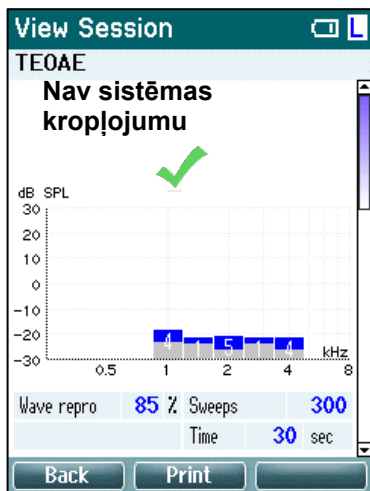 View Session L
TEOAE
Nav sistēmas
kropļojumu
dB SPL
30
20
10
0
-10
-20
-30
4 1 5 1 4
kHz
0.5 1 2 4 8
Wave repro 85 % Sweeps 300
Time 30 sec
Back Print